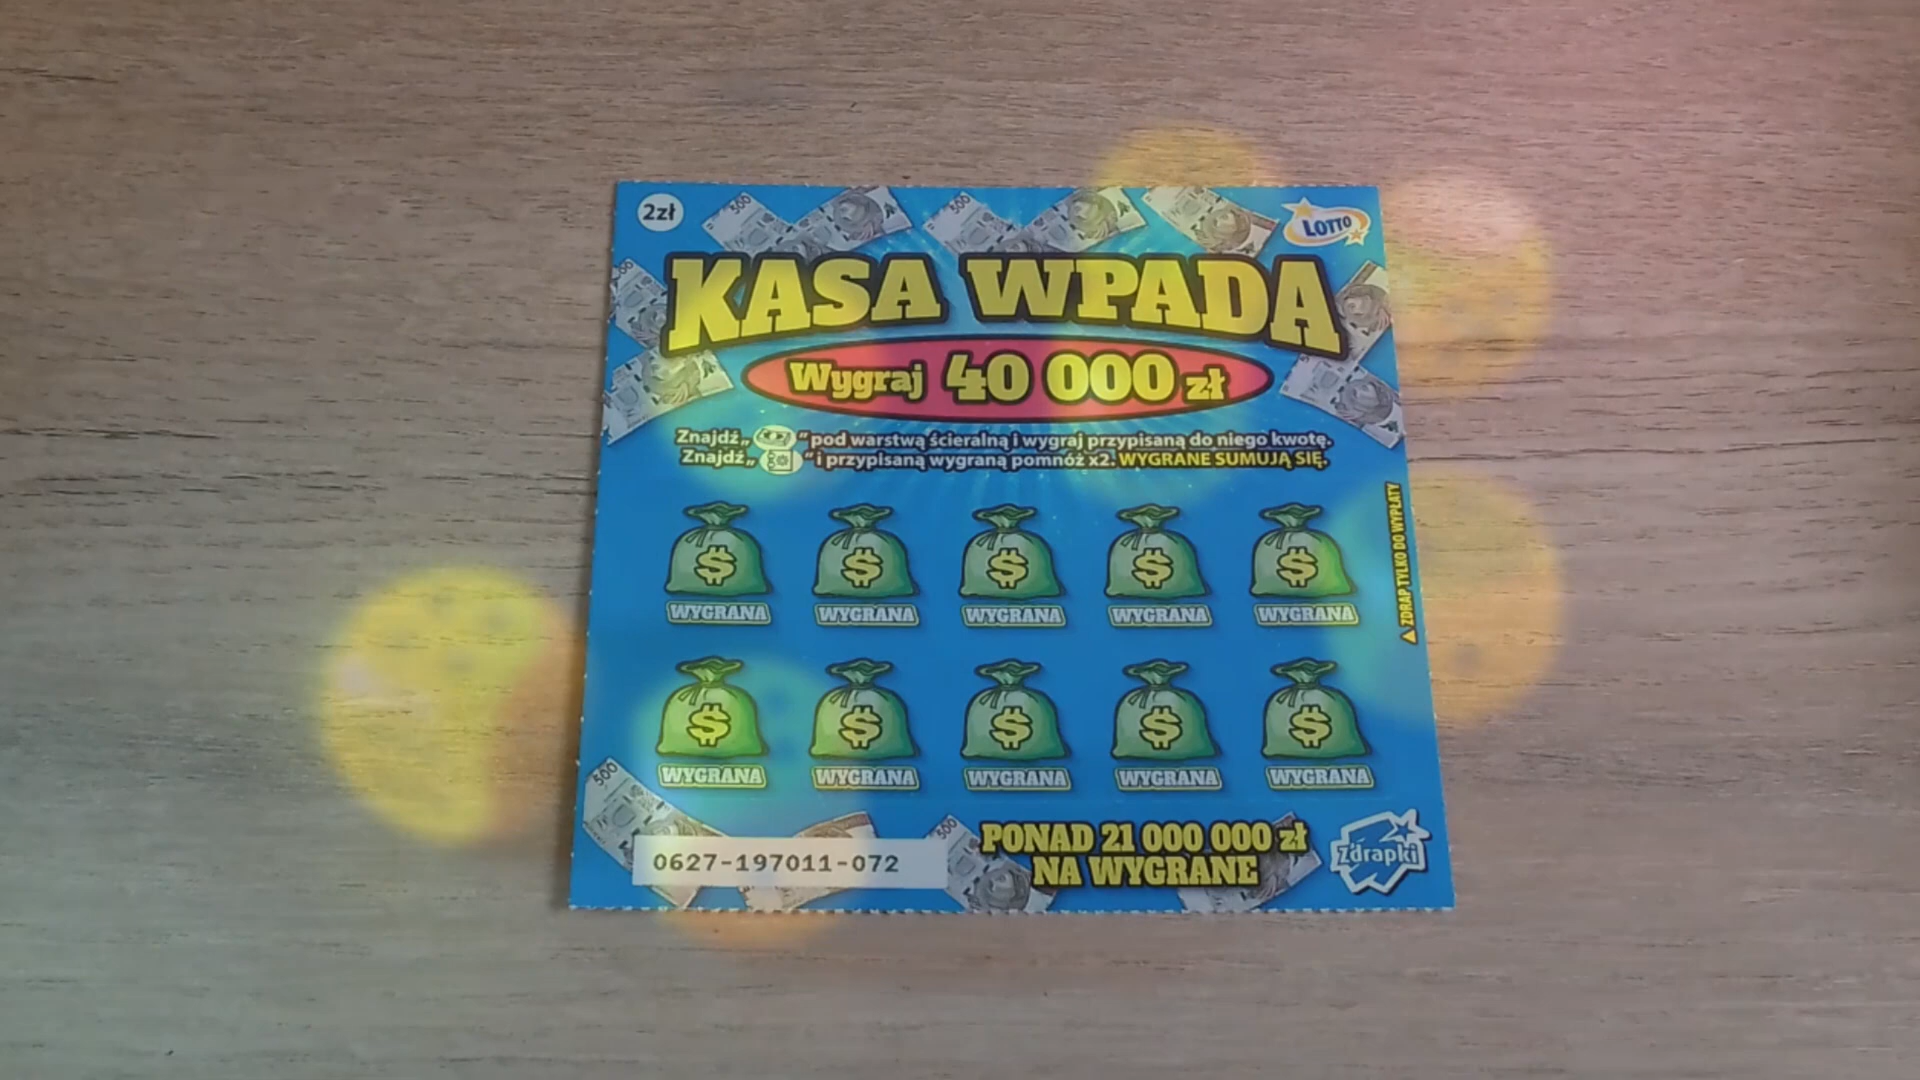 2zł
LOTTO
KASA WPADA
Wygraj 40 000 zł
Znajdź „ ” pod warstwą ścieralną i wygraj przypisaną do niego kwotę.
Znajdź „ ” i przypisaną wygraną pomnóż x2. WYGRANE SUMUJĄ SIĘ.
ZDRAP TYLKO DO WYPŁATY
$ $ $ $ $
WYGRANA WYGRANA WYGRANA WYGRANA WYGRANA
$ $ $ $ $
WYGRANA WYGRANA WYGRANA WYGRANA WYGRANA
500
500
0627-197011-072
PONAD 21 000 000 zł
NA WYGRANE
Zdrapki